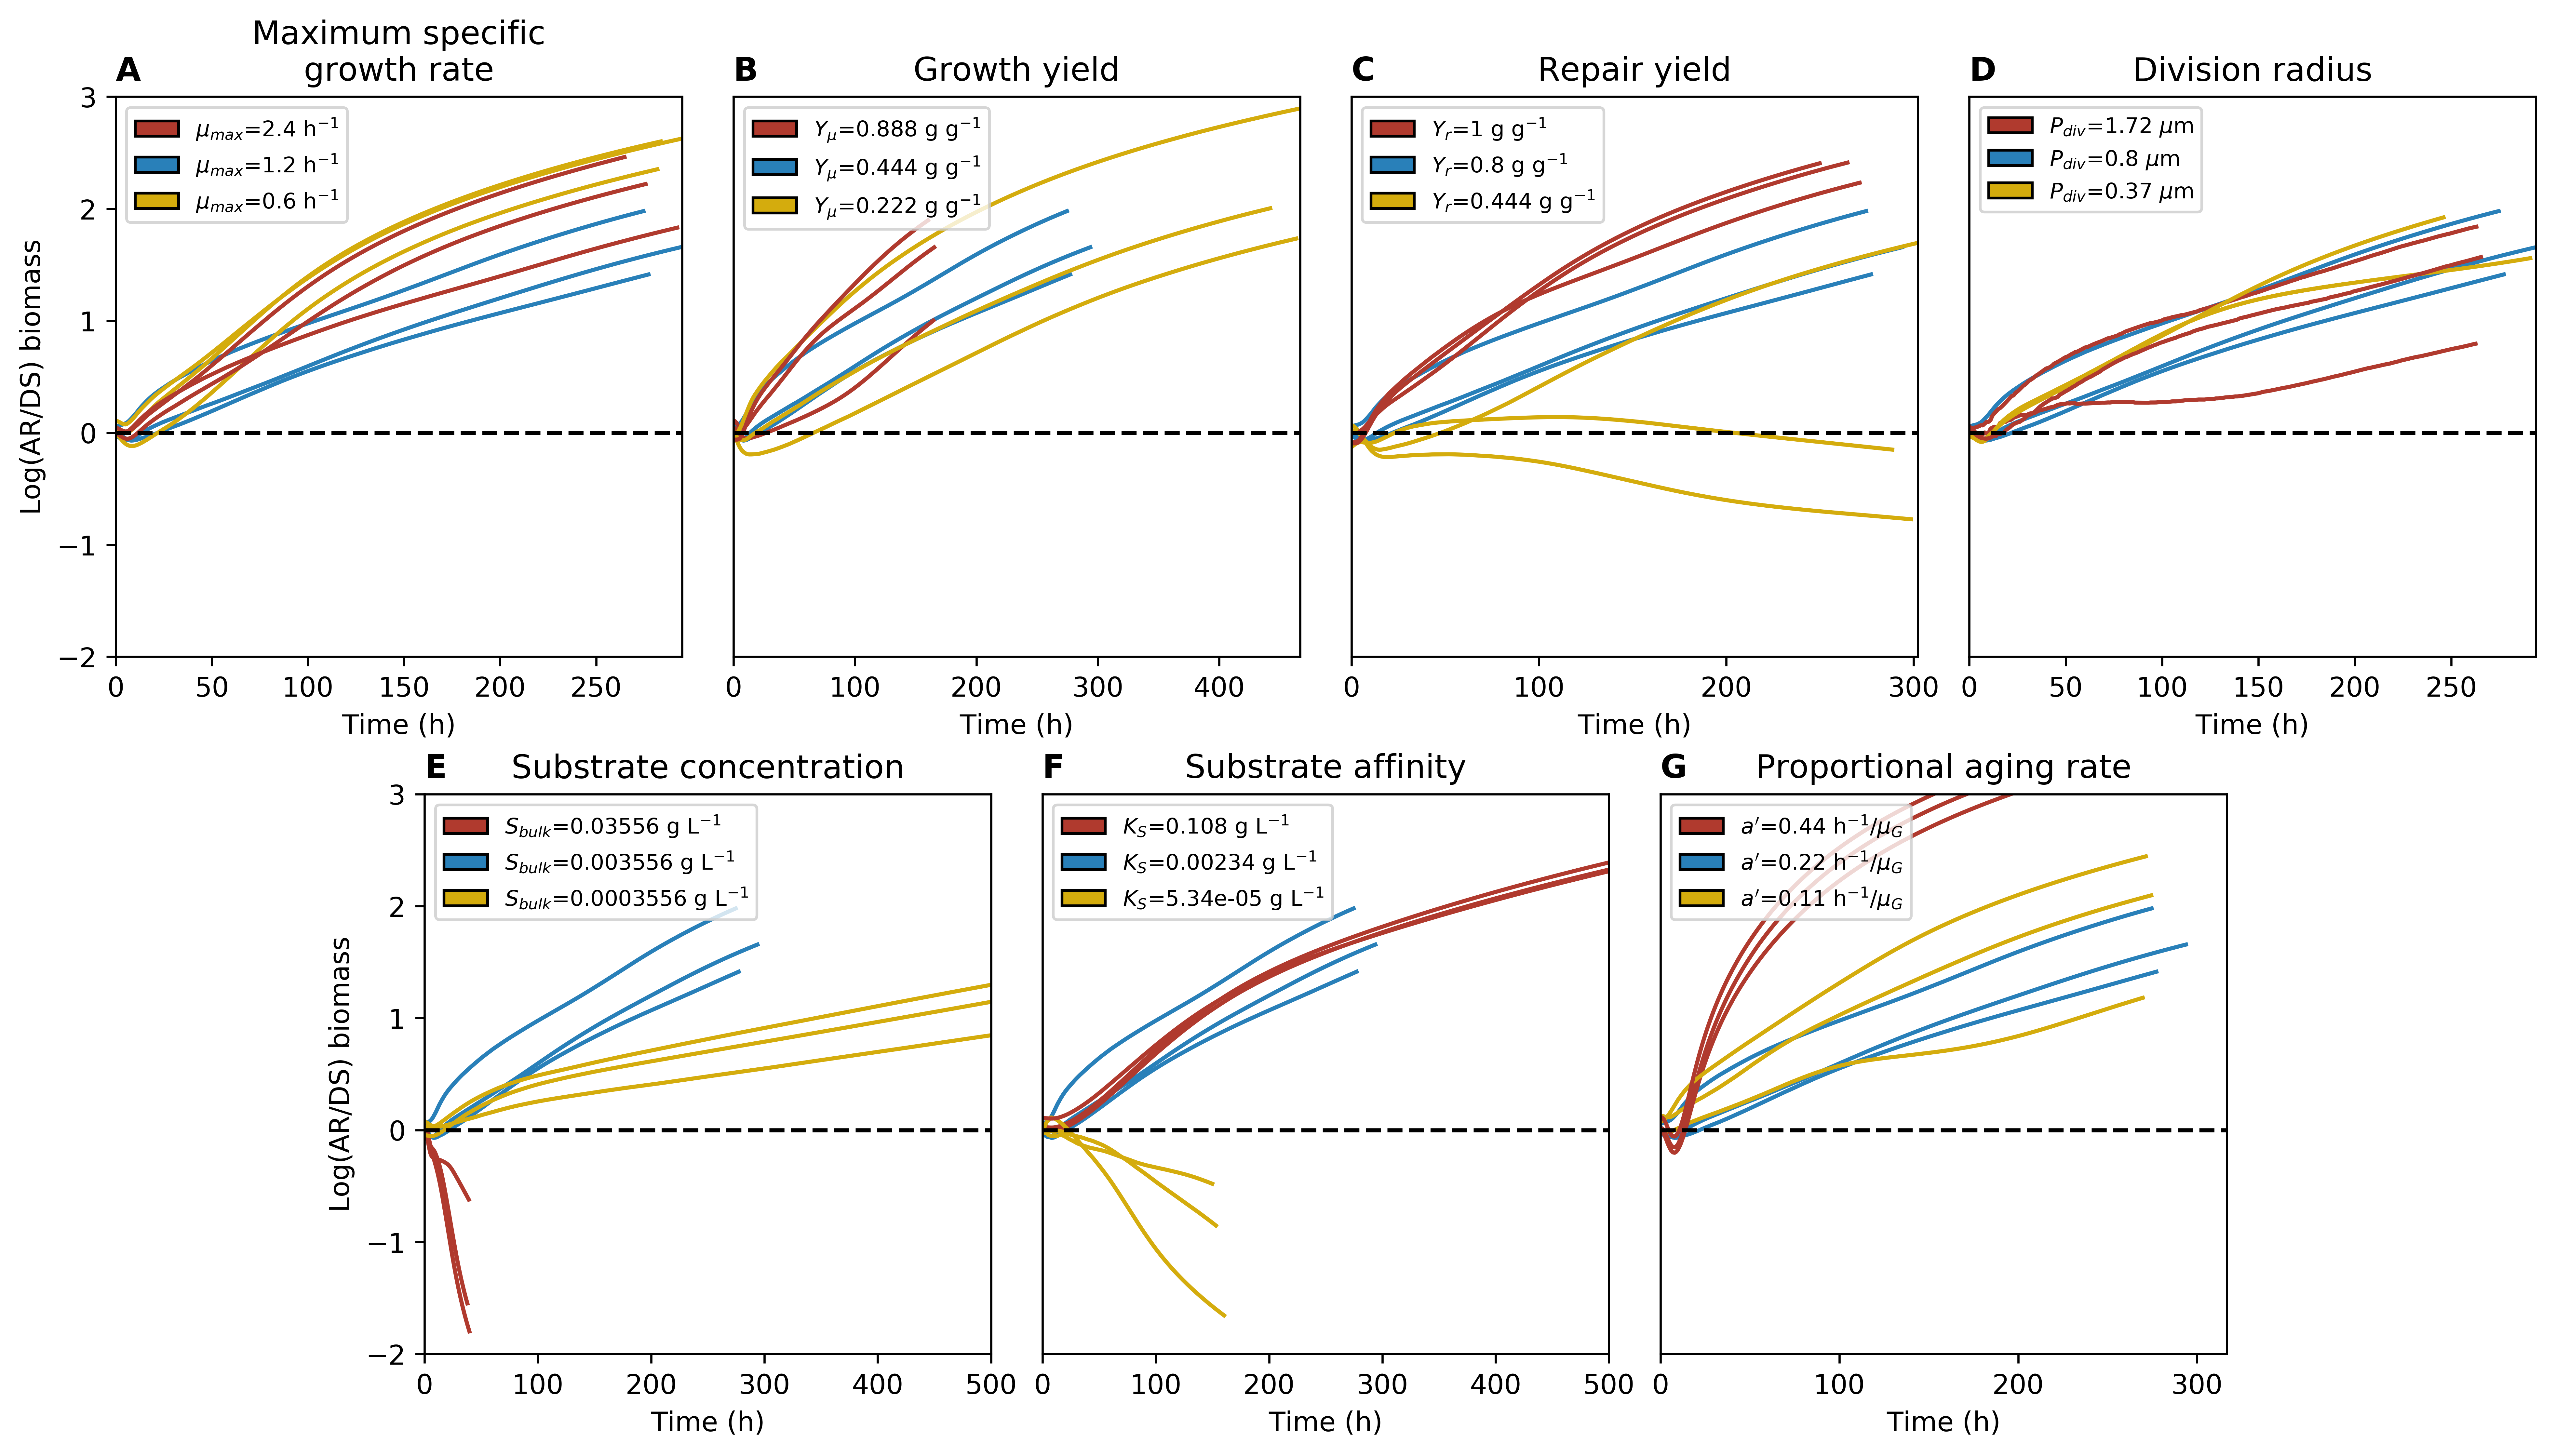 Maximum specific
growth rate
A
μmax=2.4 h⁻¹
μmax=1.2 h⁻¹
μmax=0.6 h⁻¹
Log(AR/DS) biomass
3
2
1
0
−1
−2
0 50 100 150 200 250
Time (h)
B Growth yield
Yμ=0.888 g g⁻¹
Yμ=0.444 g g⁻¹
Yμ=0.222 g g⁻¹
0 100 200 300 400
Time (h)
C Repair yield
Yr=1 g g⁻¹
Yr=0.8 g g⁻¹
Yr=0.444 g g⁻¹
0 100 200 300
Time (h)
D Division radius
Pdiv=1.72 μm
Pdiv=0.8 μm
Pdiv=0.37 μm
0 50 100 150 200 250
Time (h)
E Substrate concentration
Sbulk=0.03556 g L⁻¹
Sbulk=0.003556 g L⁻¹
Sbulk=0.0003556 g L⁻¹
Log(AR/DS) biomass
3
2
1
0
−1
−2
0 100 200 300 400 500
Time (h)
F Substrate affinity
KS=0.108 g L⁻¹
KS=0.00234 g L⁻¹
KS=5.34e-05 g L⁻¹
0 100 200 300 400 500
Time (h)
G Proportional aging rate
a′=0.44 h⁻¹/μG
a′=0.22 h⁻¹/μG
a′=0.11 h⁻¹/μG
0 100 200 300
Time (h)